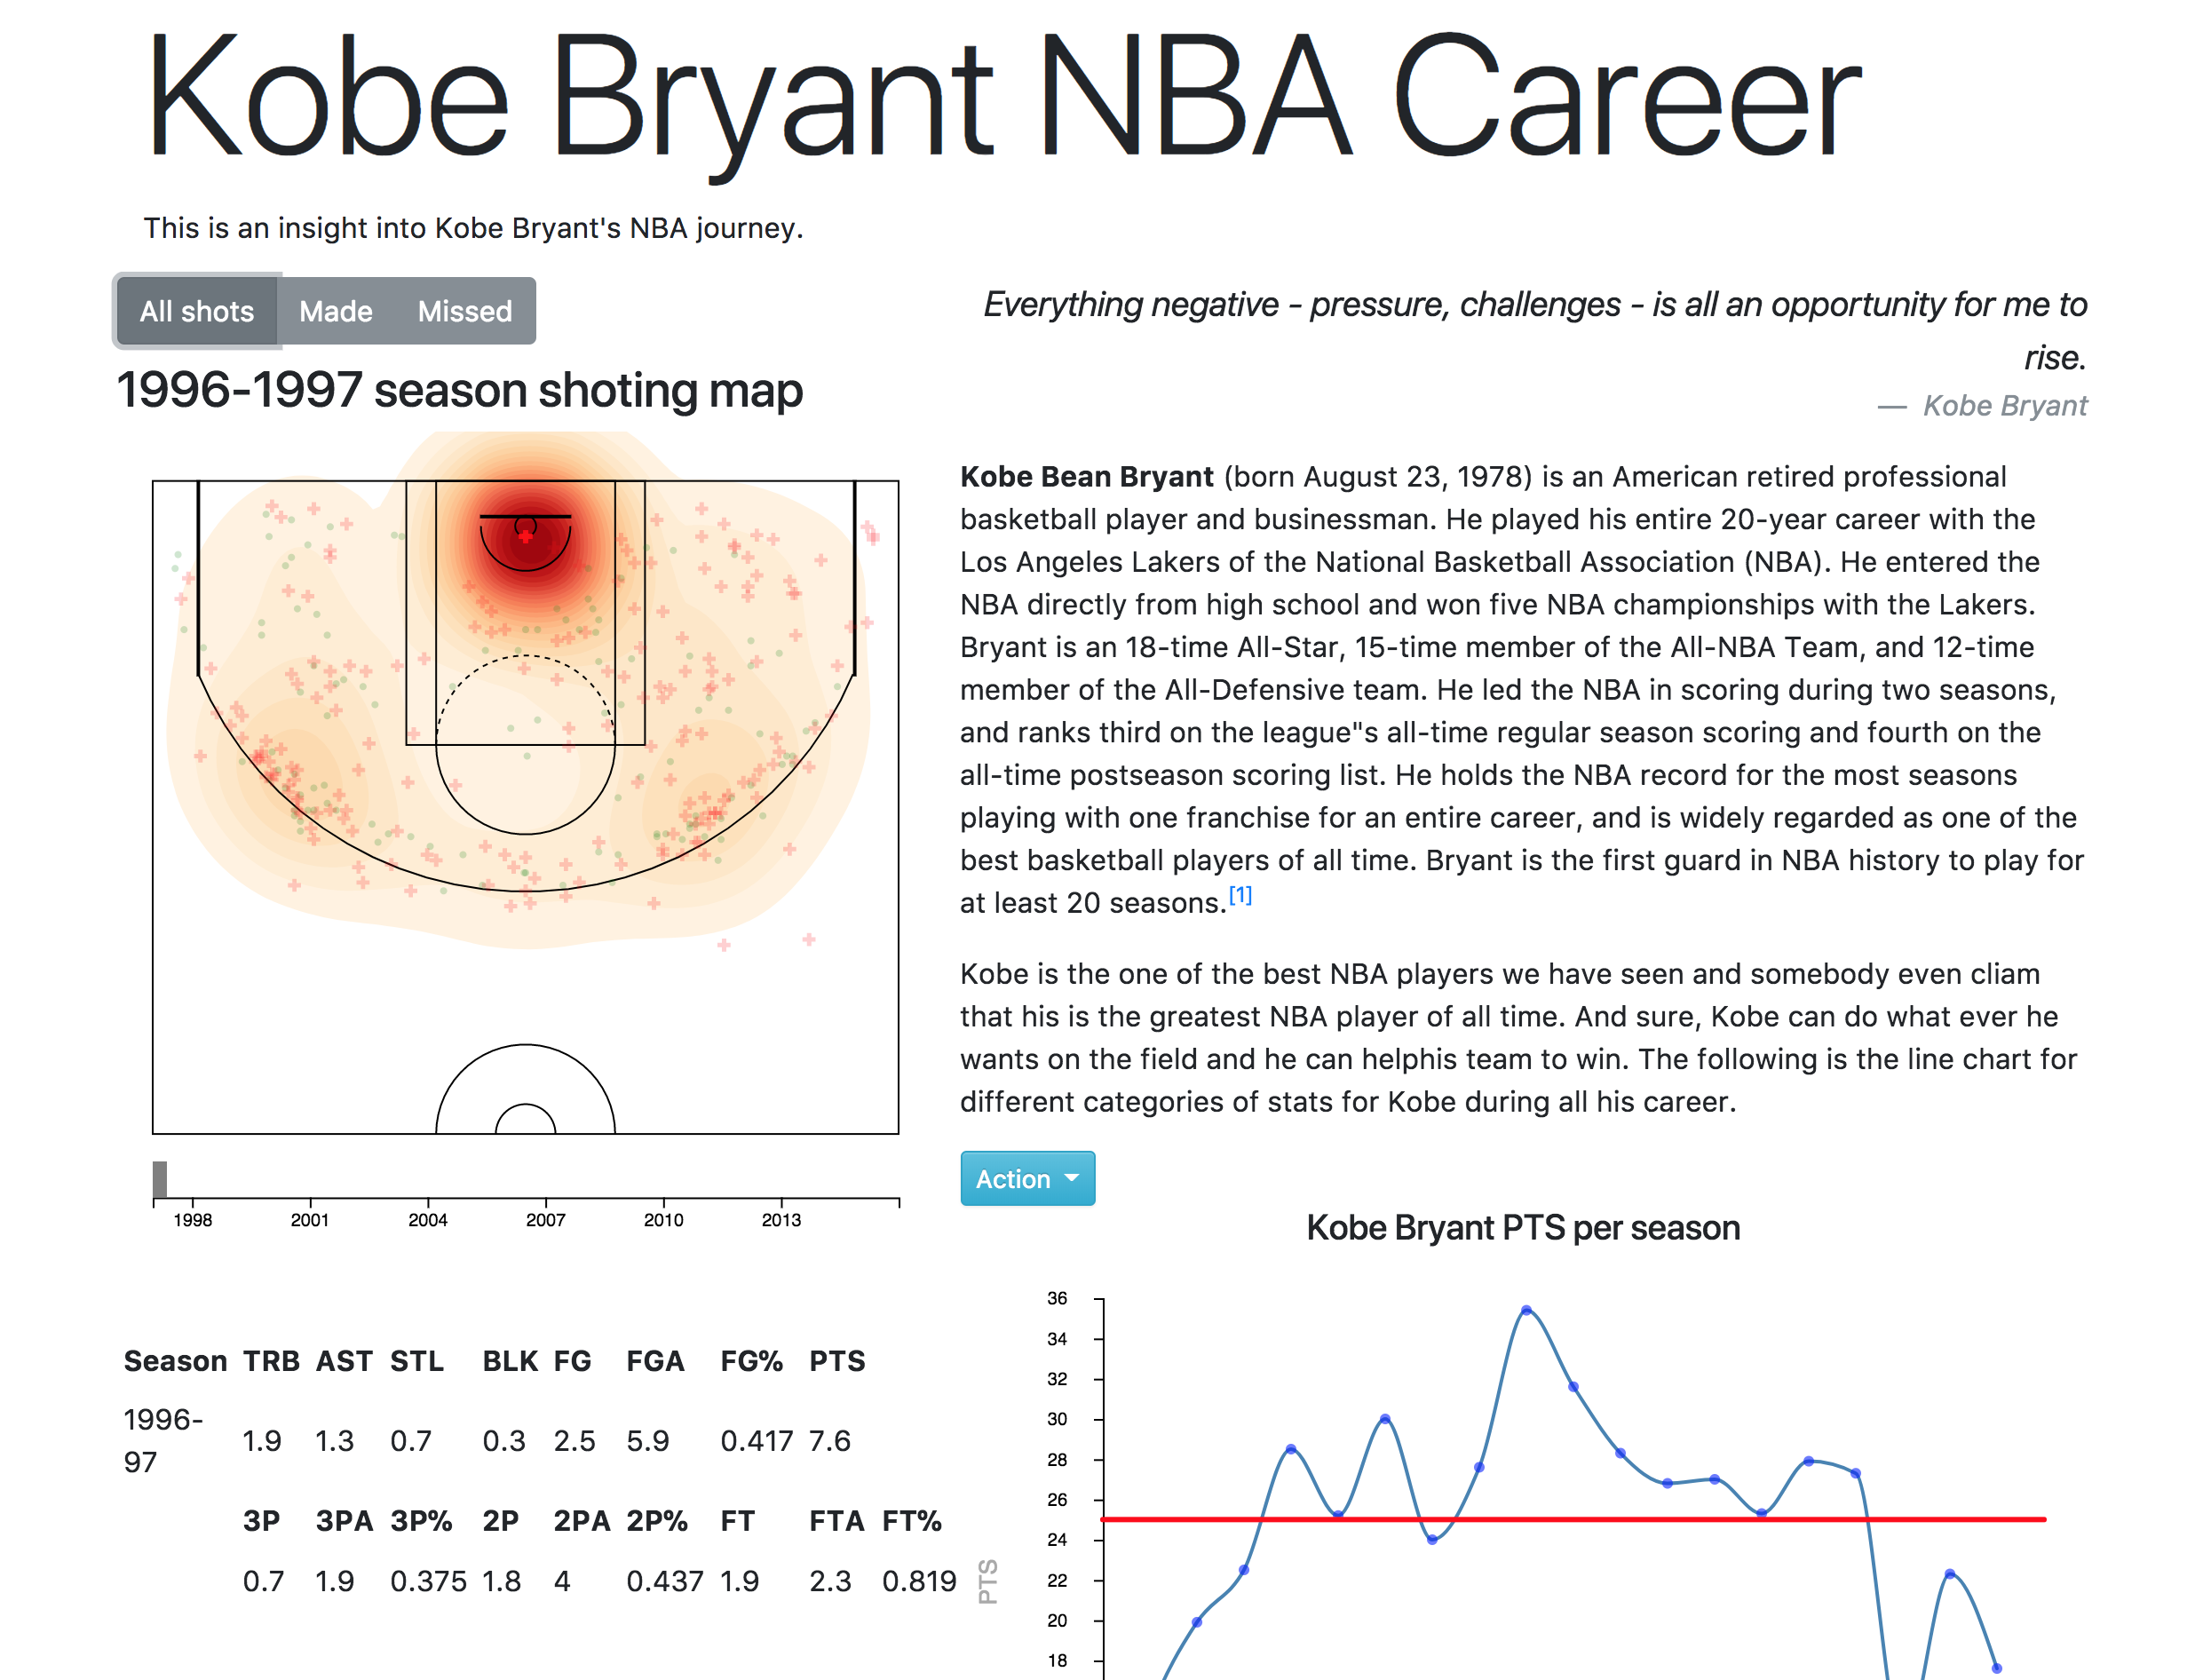 Kobe Bryant NBA Career
This is an insight into Kobe Bryant's NBA journey.
All shots Made Missed
1996-1997 season shoting map
1998 2001 2004 2007 2010 2013
Season TRB AST STL BLK FG FGA FG% PTS
1996-
97
1.9 1.3 0.7 0.3 2.5 5.9 0.417 7.6
3P 3PA 3P% 2P 2PA 2P% FT FTA FT%
0.7 1.9 0.375 1.8 4 0.437 1.9 2.3 0.819
Everything negative - pressure, challenges - is all an opportunity for me to
rise.
— Kobe Bryant
Kobe Bean Bryant (born August 23, 1978) is an American retired professional
basketball player and businessman. He played his entire 20-year career with the
Los Angeles Lakers of the National Basketball Association (NBA). He entered the
NBA directly from high school and won five NBA championships with the Lakers.
Bryant is an 18-time All-Star, 15-time member of the All-NBA Team, and 12-time
member of the All-Defensive team. He led the NBA in scoring during two seasons,
and ranks third on the league"s all-time regular season scoring and fourth on the
all-time postseason scoring list. He holds the NBA record for the most seasons
playing with one franchise for an entire career, and is widely regarded as one of the
best basketball players of all time. Bryant is the first guard in NBA history to play for
at least 20 seasons.[1]
Kobe is the one of the best NBA players we have seen and somebody even cliam
that his is the greatest NBA player of all time. And sure, Kobe can do what ever he
wants on the field and he can helphis team to win. The following is the line chart for
different categories of stats for Kobe during all his career.
Action
Kobe Bryant PTS per season
36
34
32
30
28
26
24
22
20
18
PTS